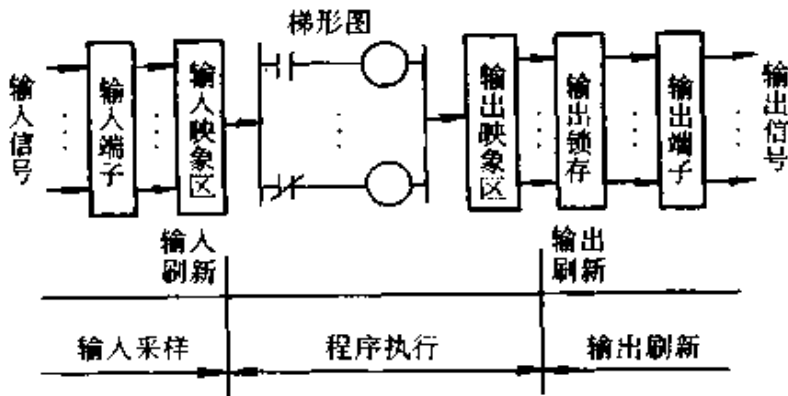 梯形图
输入信号
输入端子
输入映象区
输出映象区
输出锁存
输出端子
输出信号
输入
刷新
输出
刷新
输入采样
程序执行
输出刷新